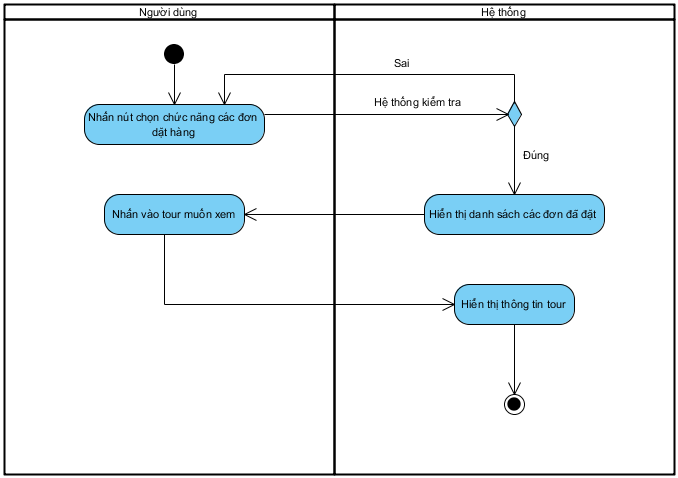 Người dùng
Hệ thống
Sai
Hệ thống kiểm tra
Nhấn nút chọn chức năng các đơn
dặt hàng
Đúng
Nhấn vào tour muốn xem
Hiển thị danh sách các đơn đã đặt
Hiển thị thông tin tour